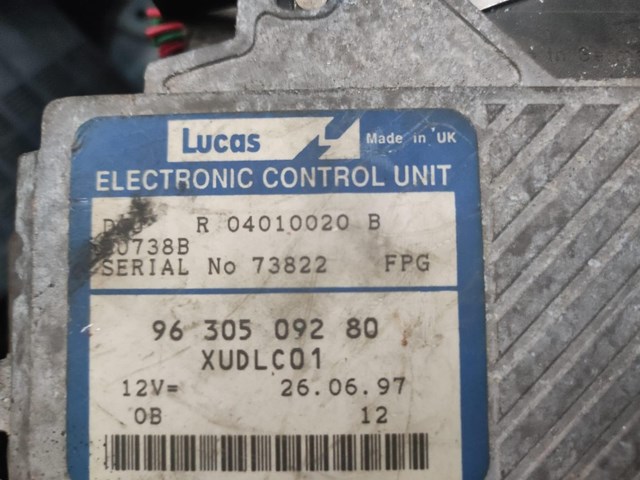 Lucas Made in UK
ELECTRONIC CONTROL UNIT
R 04010020 B
0738B
SERIAL No 73822 FPG
96 305 092 80
XUDLC01
12V= 26.06.97
0B 12